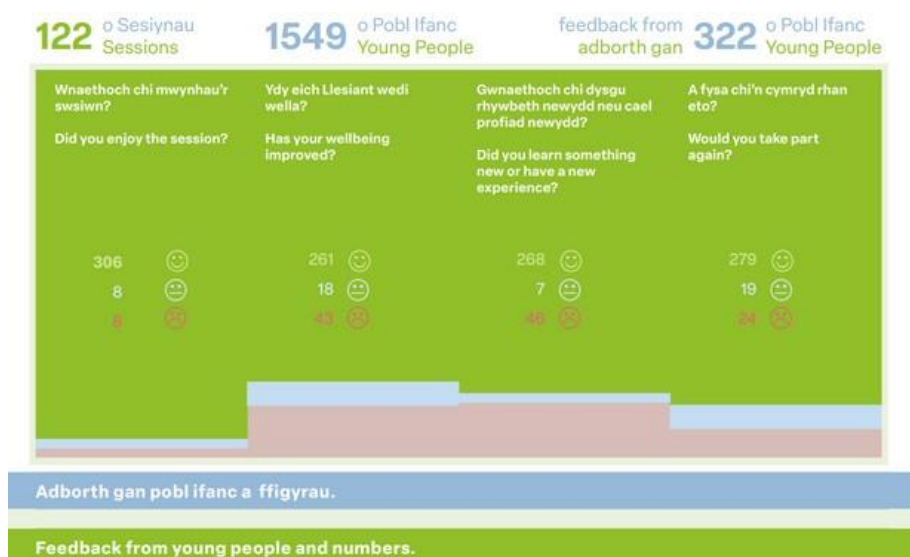 122 o Sesiynau
Sessions
1549 o Pobl Ifanc
Young People
feedback from
adborth gan
322 o Pobl Ifanc
Young People
Wnaethoch chi mwynhau'r
swsiwn?
Did you enjoy the session?
306
8
8
Ydy eich Llesiant wedi
wella?
Has your wellbeing
improved?
261
18
43
Gwnaethoch chi dysgu
rhywbeth newydd neu cael
profiad newydd?
Did you learn something
new or have a new
experience?
268
7
46
A fysa chi'n cymryd rhan
eto?
Would you take part
again?
279
19
24
Adborth gan pobl ifanc a ffigyrau.
Feedback from young people and numbers.